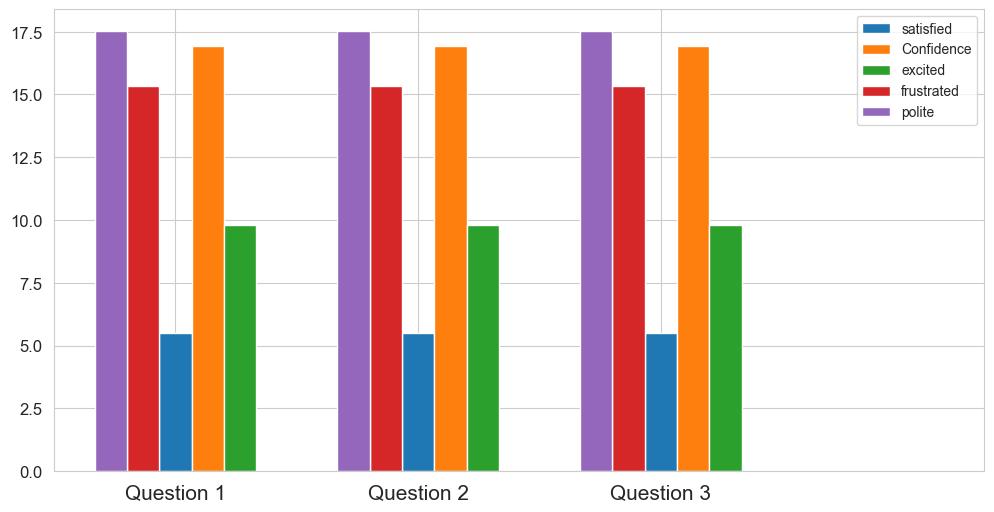 17.5
15.0
12.5
10.0
7.5
5.0
2.5
0.0
satisfied
Confidence
excited
frustrated
polite
Question 1
Question 2
Question 3